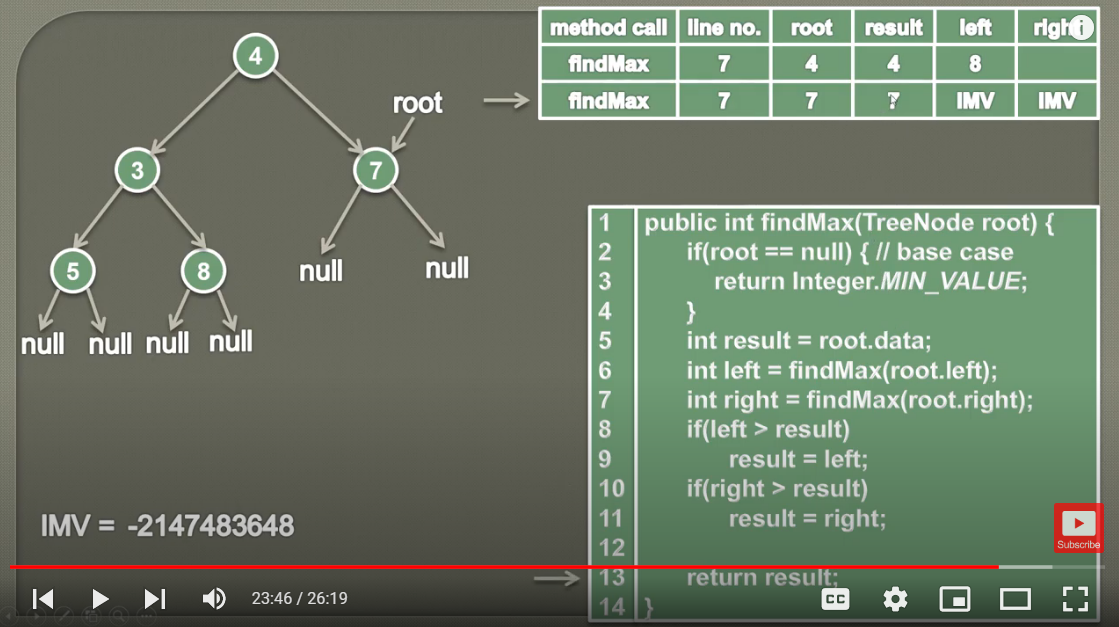 method call line no. root result left righ
findMax 7 4 4 8
findMax 7 7 7 IMV IMV
4
root
3 7
5 8 null null
null null null null
1 public int findMax(TreeNode root) {
2 if(root == null) { // base case
3 return Integer.MIN_VALUE;
4 }
5 int result = root.data;
6 int left = findMax(root.left);
7 int right = findMax(root.right);
8 if(left > result)
9 result = left;
10 if(right > result)
11 result = right;
12
13 return result;
14 }
IMV = -2147483648
Subscribe
23:46 / 26:19
CC